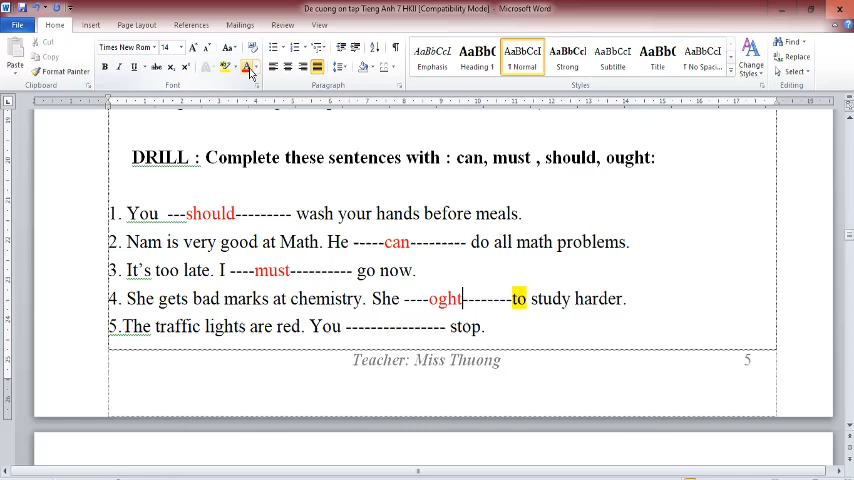 De cuong on tap Tieng Anh 7 HKII [Compatibility Mode] - Microsoft Word
File Home Insert Page Layout References Mailings Review View
Cut
Copy
Format Painter
Paste
Clipboard
Times New Rom 14
Font
Paragraph
AaBbCcI AaBbC AaBbCcI AaBbCcI AaBbCcI AaBbC AaBbCcI
Emphasis Heading 1 ¶ Normal Strong Subtitle Title ¶ No Spaci...
Styles
Change Styles
Find
Replace
Select
Editing
DRILL : Complete these sentences with : can, must , should, ought:
1. You ---should--------- wash your hands before meals.
2. Nam is very good at Math. He -----can--------- do all math problems.
3. It's too late. I ----must---------- go now.
4. She gets bad marks at chemistry. She ----oght--------to study harder.
5.The traffic lights are red. You ---------------- stop.
Teacher: Miss Thuong 5